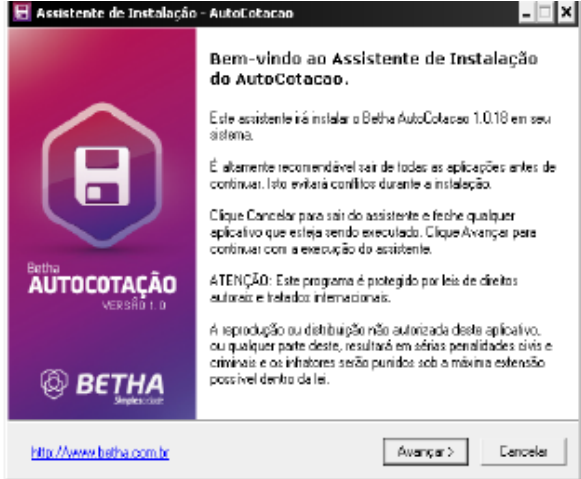 Assistente de Instalação - AutoCotacao
Bem-vindo ao Assistente de Instalação
do AutoCotacao.
Este assistente irá instalar o Betha AutoCotacao 1.0.18 em seu
sistema.
É altamente recomendável sair de todas as aplicações antes de
continuar. Isto evitará conflitos durante a instalação.
Clique Cancelar para sair do assistente e feche qualquer
aplicativo que esteja sendo executado. Clique Avançar para
continuar com a execução do assistente.
ATENÇÃO: Este programa é protegido por leis de direitos
autorais e tratados internacionais.
A reprodução ou distribuição não autorizada deste aplicativo,
ou qualquer parte deste, resultará em sérias penalidades civis e
criminais e os infratores serão punidos sob a máxima extensão
possível dentro da lei.
Betha
AUTOCOTAÇÃO
VERSÃO 1.0
BETHA
http://www.betha.com.br
Avançar >
Cancelar